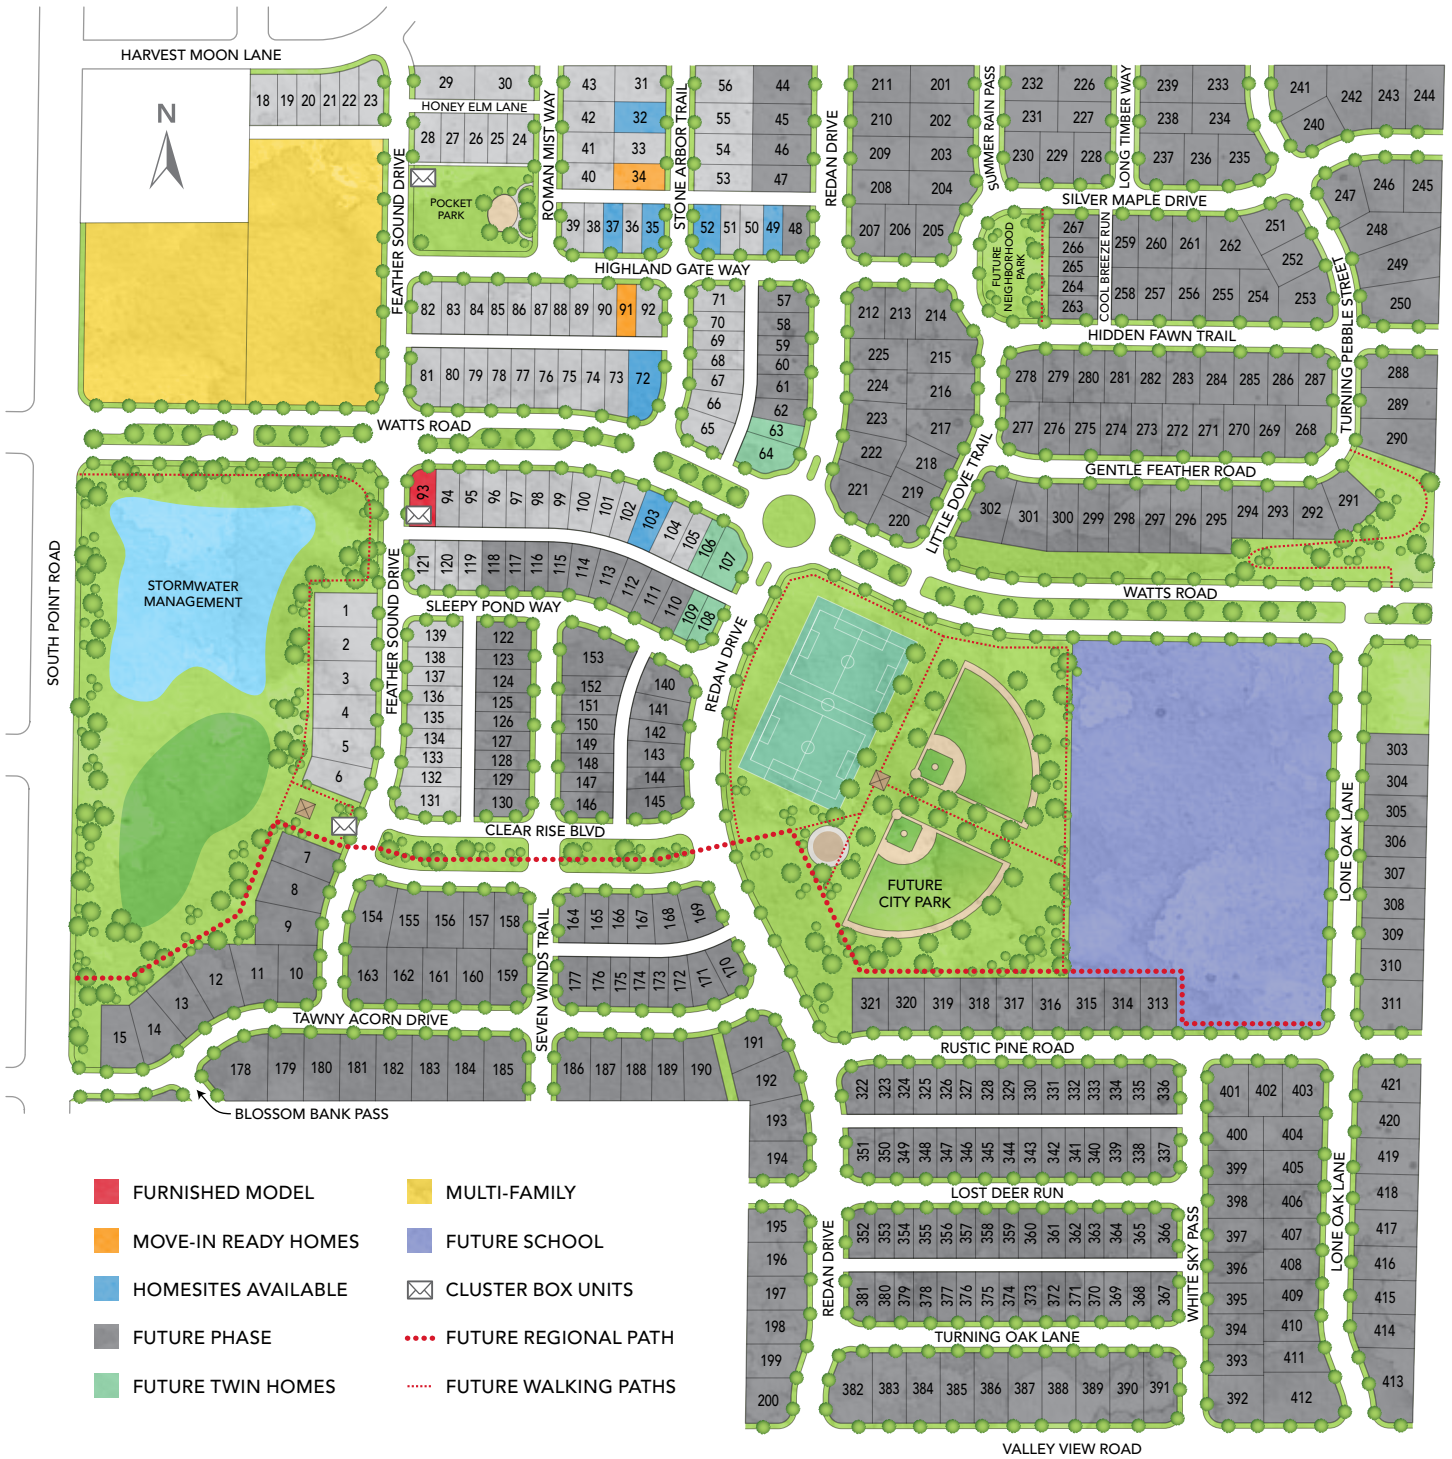 HARVEST MOON LANE
N
18 19 20 21 22 23
29 30
HONEY ELM LANE
28 27 26 25 24
POCKET
PARK
FEATHER SOUND DRIVE
ROMAN MIST WAY
43 31
42 32
41 33
40 34
39 38 37 36 35
STONE ARBOR TRAIL
56 44
55 45
54 46
53 47
52 51 50 49 48
REDAN DRIVE
211 201
210 202
209 203
208 204
207 206 205
SUMMER RAIN PASS
232 226
231 227
230 229 228
LONG TIMBER WAY
239 233
238 234
237 236 235
241 242 243 244
240
SILVER MAPLE DRIVE
247 246 245
248
249
250
FUTURE
NEIGHBORHOOD
PARK
267
266
265
264
263
COOL BREEZE RUN
259 260 261 262 251
252
258 257 256 255 254 253
TURNING PEBBLE STREET
HIDDEN FAWN TRAIL
HIGHLAND GATE WAY
82 83 84 85 86 87 88 89 90 91 92
81 80 79 78 77 76 75 74 73 72
71
70
69
68
67
66
65
57
58
59
60
61
62
63
64
212 213 214
225 215
224 216
223 217
222 218
221 219
220
LITTLE DOVE TRAIL
278 279 280 281 282 283 284 285 286 287
277 276 275 274 273 272 271 270 269 268
288
289
290
GENTLE FEATHER ROAD
302 301 300 299 298 297 296 295 294 293 292 291
WATTS ROAD
WATTS ROAD
SOUTH POINT ROAD
STORMWATER
MANAGEMENT
93 94 95 96 97 98 99 100 101 102 103 104 105 106 107
121 120 119 118 117 116 115 114 113 112 111 110 109 108
FEATHER SOUND DRIVE
SLEEPY POND WAY
REDAN DRIVE
1
2
3
4
5
6
139
138
137
136
135
134
133
132
131
122
123
124
125
126
127
128
129
130
153
152
151
150
149
148
147
146
140
141
142
143
144
145
CLEAR RISE BLVD
FUTURE
CITY PARK
LONE OAK LANE
303
304
305
306
307
308
309
310
311
7
8
9
10 11 12 13 14 15
154 155 156 157 158
163 162 161 160 159
SEVEN WINDS TRAIL
164 165 166 167 168 169
177 176 175 174 173 172 171 170
TAWNY ACORN DRIVE
178 179 180 181 182 183 184 185
186 187 188 189 190
191
192
193
194
BLOSSOM BANK PASS
321 320 319 318 317 316 315 314 313
RUSTIC PINE ROAD
322 323 324 325 326 327 328 329 330 331 332 333 334 335 336
351 350 349 348 347 346 345 344 343 342 341 340 339 338 337
LOST DEER RUN
352 353 354 355 356 357 358 359 360 361 362 363 364 365 366
381 380 379 378 377 376 375 374 373 372 371 370 369 368 367
TURNING OAK LANE
382 383 384 385 386 387 388 389 390 391
VALLEY VIEW ROAD
REDAN DRIVE
195
196
197
198
199
200
WHITE SKY PASS
401 402 403
400 404
399 405
398 406
397 407
396 408
395 409
394 410
393 411
392 412
LONE OAK LANE
421
420
419
418
417
416
415
414
413
FURNISHED MODEL
MOVE-IN READY HOMES
HOMESITES AVAILABLE
FUTURE PHASE
FUTURE TWIN HOMES
MULTI-FAMILY
FUTURE SCHOOL
CLUSTER BOX UNITS
FUTURE REGIONAL PATH
FUTURE WALKING PATHS